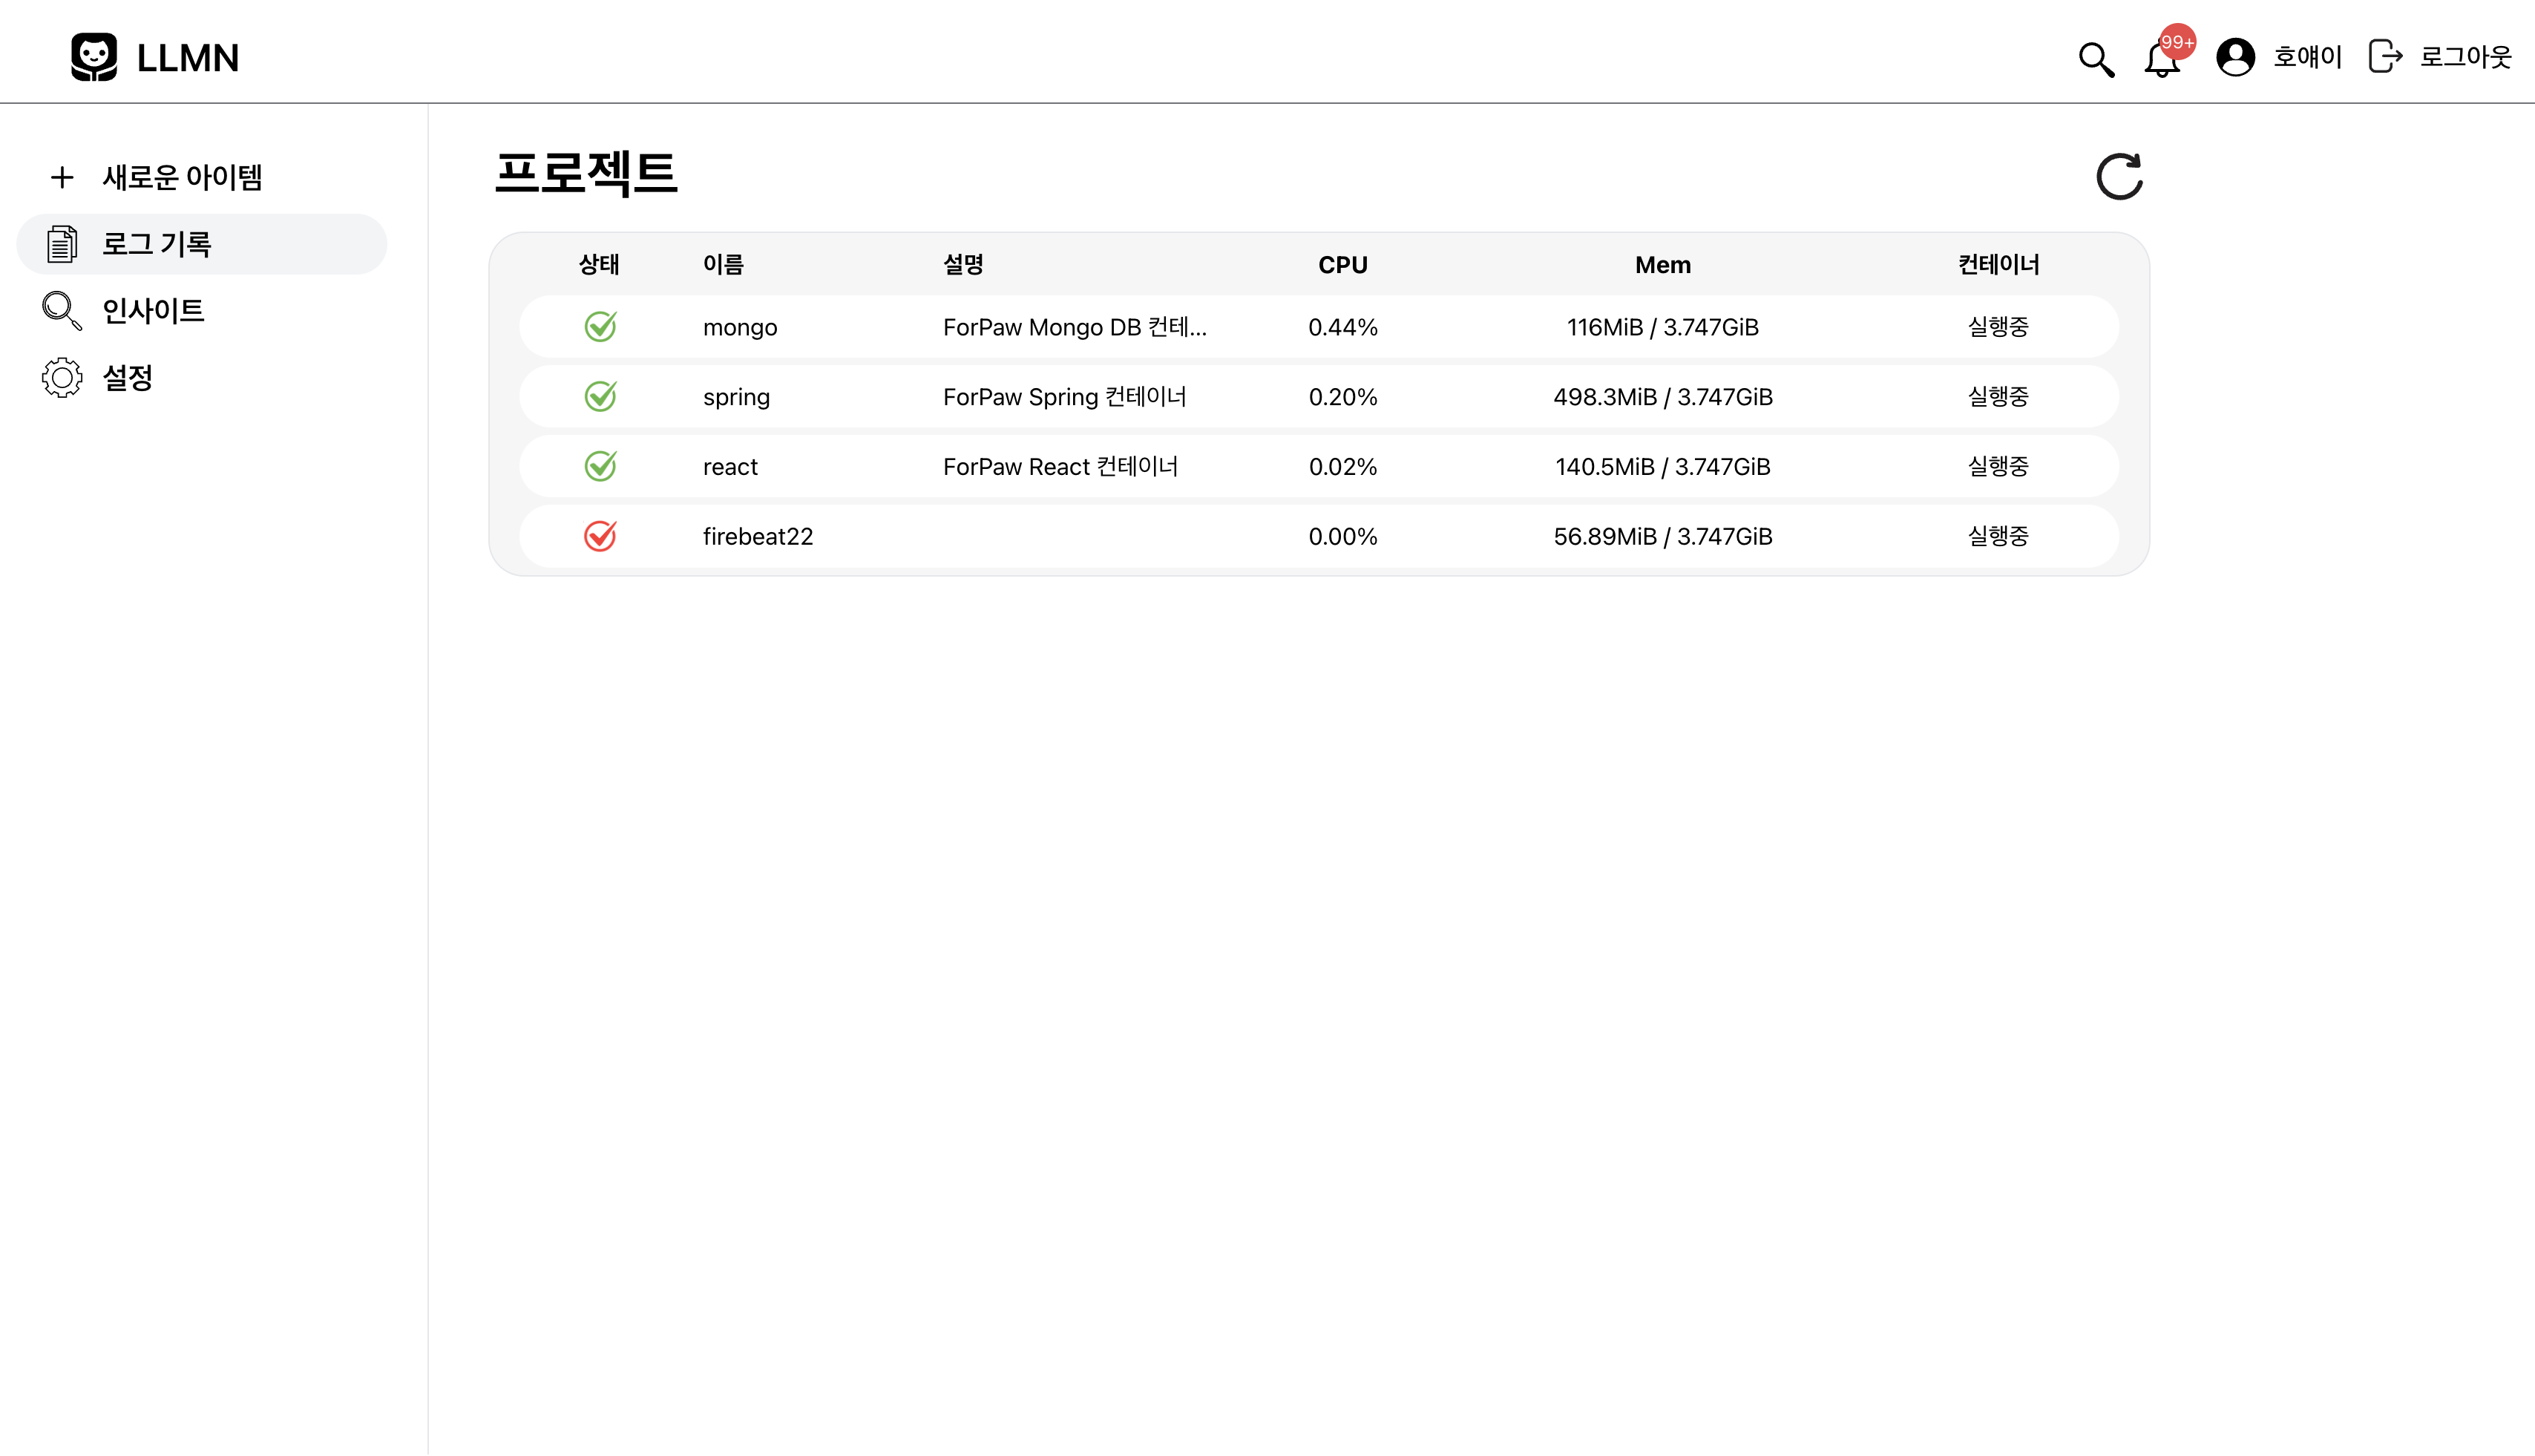 LLMN
99+
호얘이
로그아웃
새로운 아이템
로그 기록
인사이트
설정
프로젝트
상태 이름 설명 CPU Mem 컨테이너
mongo ForPaw Mongo DB 컨테... 0.44% 116MiB / 3.747GiB 실행중
spring ForPaw Spring 컨테이너 0.20% 498.3MiB / 3.747GiB 실행중
react ForPaw React 컨테이너 0.02% 140.5MiB / 3.747GiB 실행중
firebeat22 0.00% 56.89MiB / 3.747GiB 실행중